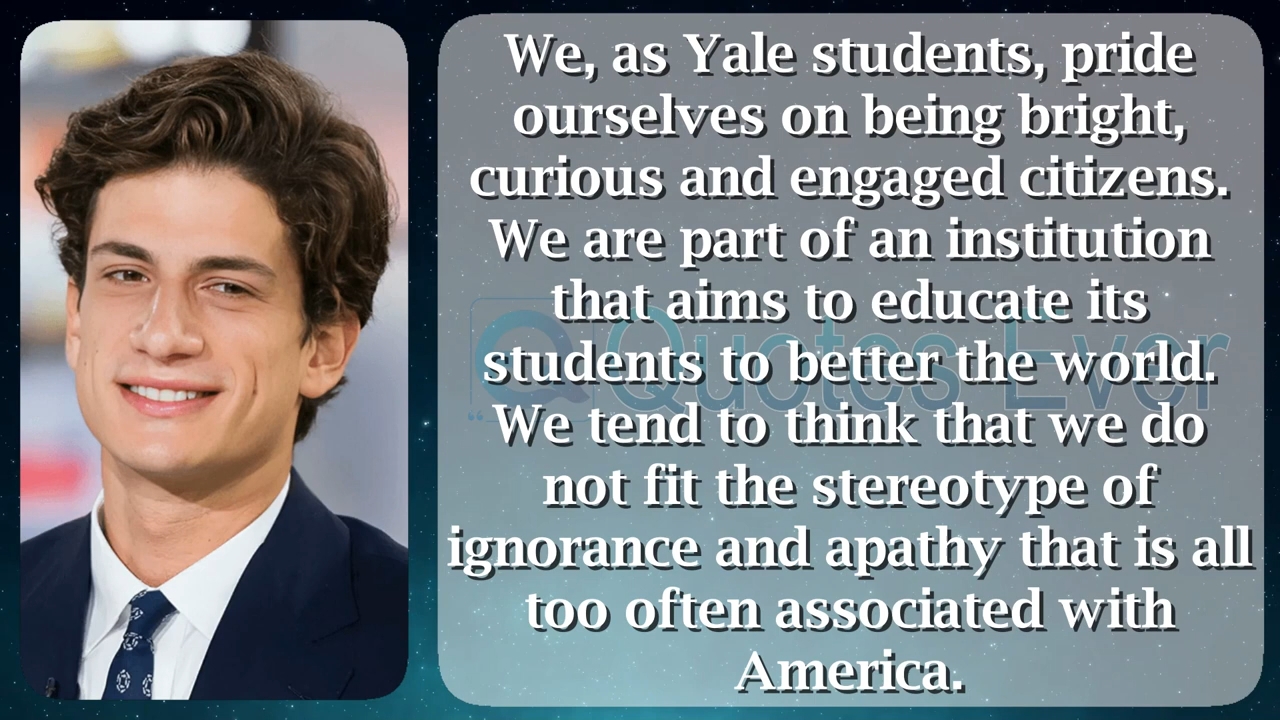 We, as Yale students, pride
ourselves on being bright,
curious and engaged citizens.
We are part of an institution
that aims to educate its
Quotes Ever
students to better the world.
We tend to think that we do
not fit the stereotype of
ignorance and apathy that is all
too often associated with
America.